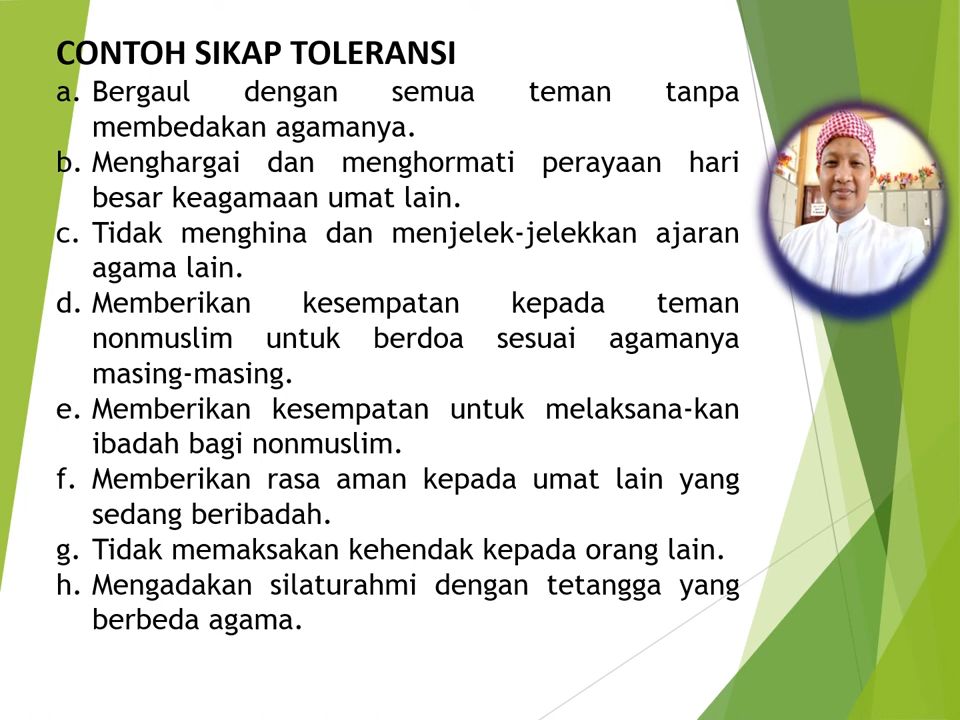 CONTOH SIKAP TOLERANSI
a. Bergaul dengan semua teman tanpa
membedakan agamanya.
b. Menghargai dan menghormati perayaan hari
besar keagamaan umat lain.
c. Tidak menghina dan menjelek-jelekkan ajaran
agama lain.
d. Memberikan kesempatan kepada teman
nonmuslim untuk berdoa sesuai agamanya
masing-masing.
e. Memberikan kesempatan untuk melaksana-kan
ibadah bagi nonmuslim.
f. Memberikan rasa aman kepada umat lain yang
sedang beribadah.
g. Tidak memaksakan kehendak kepada orang lain.
h. Mengadakan silaturahmi dengan tetangga yang
berbeda agama.